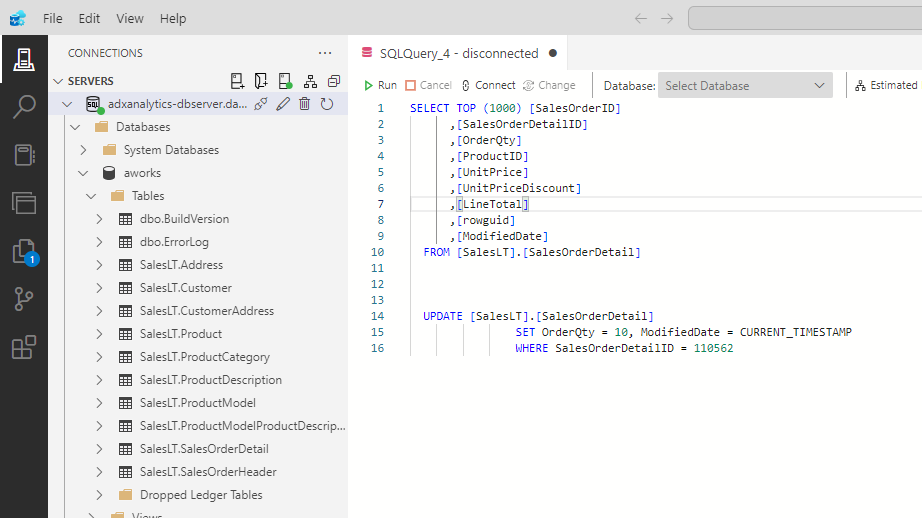 File Edit View Help
CONNECTIONS
SERVERS
adxanalytics-dbserver.da...
Databases
System Databases
aworks
Tables
dbo.BuildVersion
dbo.ErrorLog
SalesLT.Address
SalesLT.Customer
SalesLT.CustomerAddress
SalesLT.Product
SalesLT.ProductCategory
SalesLT.ProductDescription
SalesLT.ProductModel
SalesLT.ProductModelProductDescrip...
SalesLT.SalesOrderDetail
SalesLT.SalesOrderHeader
Dropped Ledger Tables
Views
1
SQL
SQLQuery_4 - disconnected
Run Cancel Connect Change Database: Select Database Estimated
1 SELECT TOP (1000) [SalesOrderID]
2 ,[SalesOrderDetailID]
3 ,[OrderQty]
4 ,[ProductID]
5 ,[UnitPrice]
6 ,[UnitPriceDiscount]
7 ,[LineTotal]
8 ,[rowguid]
9 ,[ModifiedDate]
10 FROM [SalesLT].[SalesOrderDetail]
11
12
13
14 UPDATE [SalesLT].[SalesOrderDetail]
15 SET OrderQty = 10, ModifiedDate = CURRENT_TIMESTAMP
16 WHERE SalesOrderDetailID = 110562